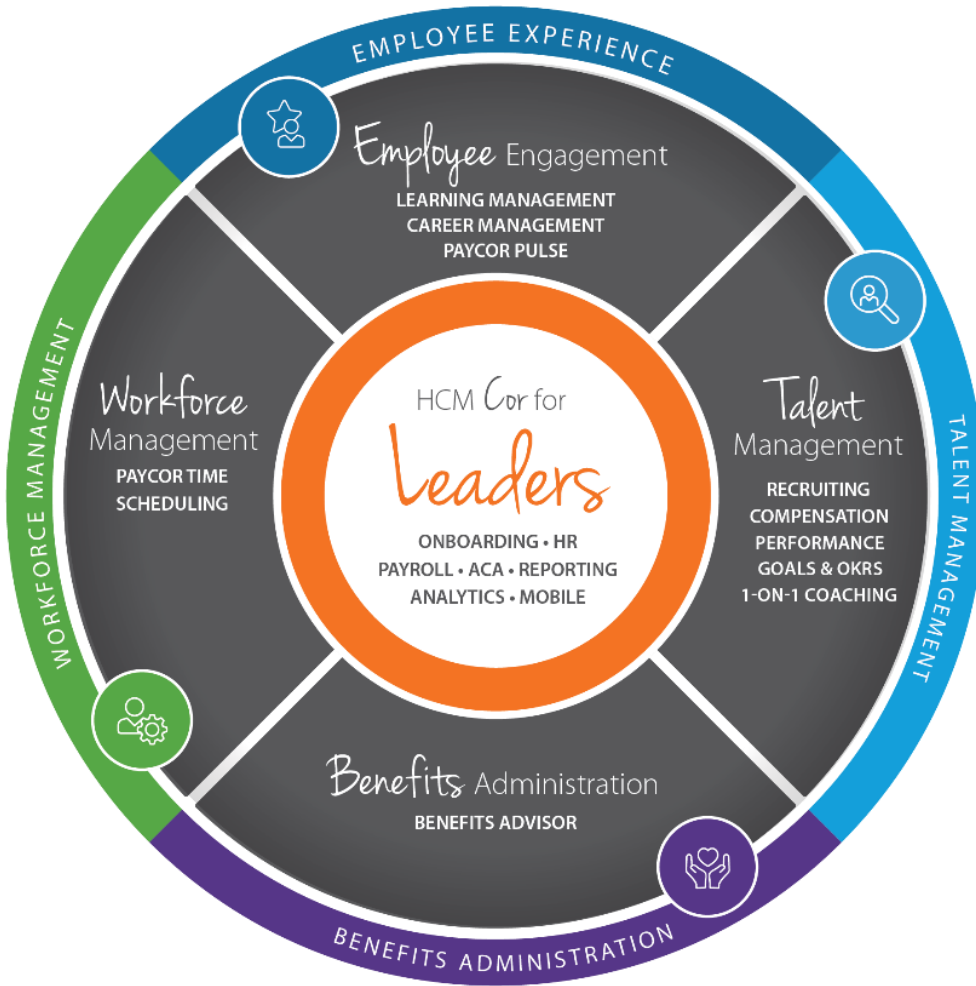 EMPLOYEE EXPERIENCE
Employee Engagement
LEARNING MANAGEMENT
CAREER MANAGEMENT
PAYCOR PULSE
WORKFORCE MANAGEMENT
Workforce
Management
PAYCOR TIME
SCHEDULING
HCM Cor for
Leaders
ONBOARDING • HR
PAYROLL • ACA • REPORTING
ANALYTICS • MOBILE
Talent
Management
RECRUITING
COMPENSATION
PERFORMANCE
GOALS & OKRS
1-ON-1 COACHING
TALENT MANAGEMENT
Benefits Administration
BENEFITS ADVISOR
BENEFITS ADMINISTRATION